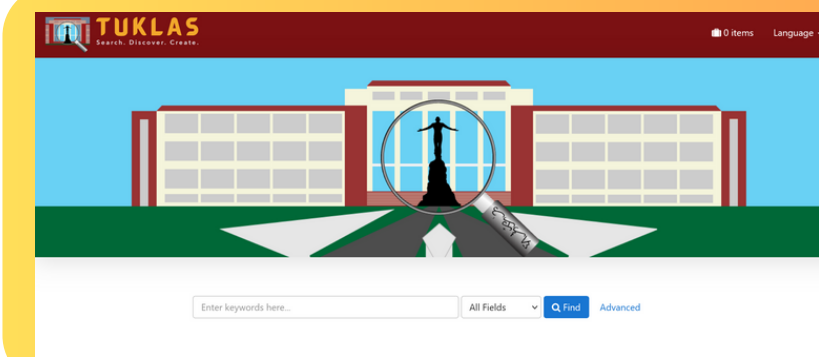 TUKLAS
Search. Discover. Create.
0 items Language
Enter keywords here... All Fields Find Advanced